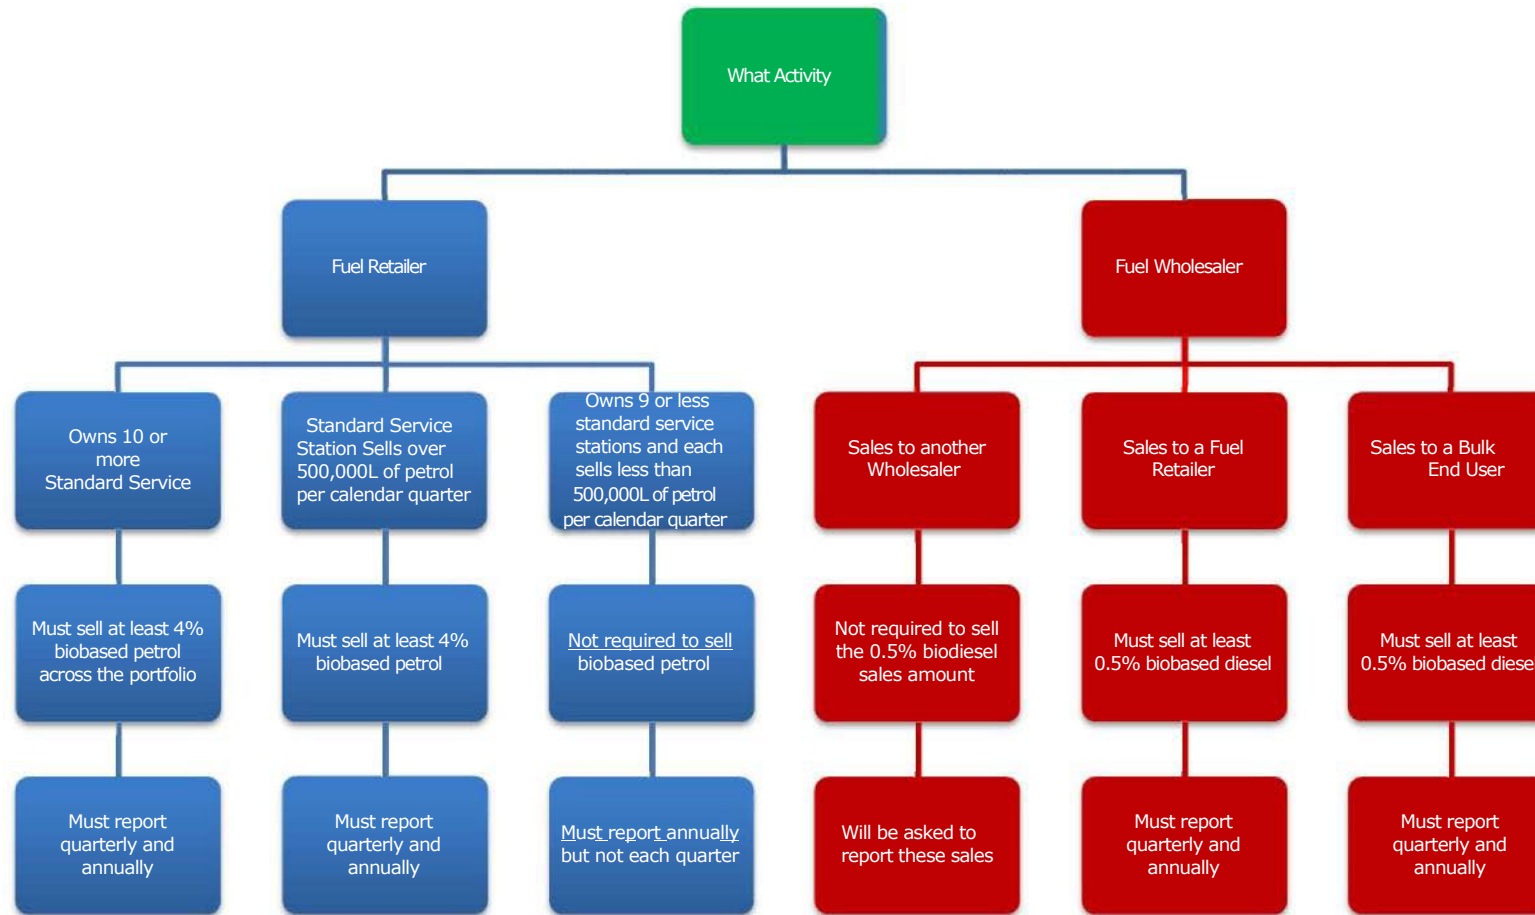 What Activity
Fuel Retailer
Fuel Wholesaler
Owns 10 or
more
Standard Service
Standard Service
Station Sells over
500,000L of petrol
per calendar quarter
Owns 9 or less
standard service
stations and each
sells less than
500,000L of petrol
per calendar quarter
Sales to another
Wholesaler
Sales to a Fuel
Retailer
Sales to a Bulk
End User
Must sell at least 4%
biobased petrol
across the portfolio
Must sell at least 4%
biobased petrol
Not required to sell
biobased petrol
Not required to sell
the 0.5% biodiesel
sales amount
Must sell at least
0.5% biobased diesel
Must sell at least
0.5% biobased diese
Must report
quarterly and
annually
Must report
quarterly and
annually
Must report annually
but not each quarter
Will be asked to
report these sales
Must report
quarterly and
annually
Must report
quarterly and
annually